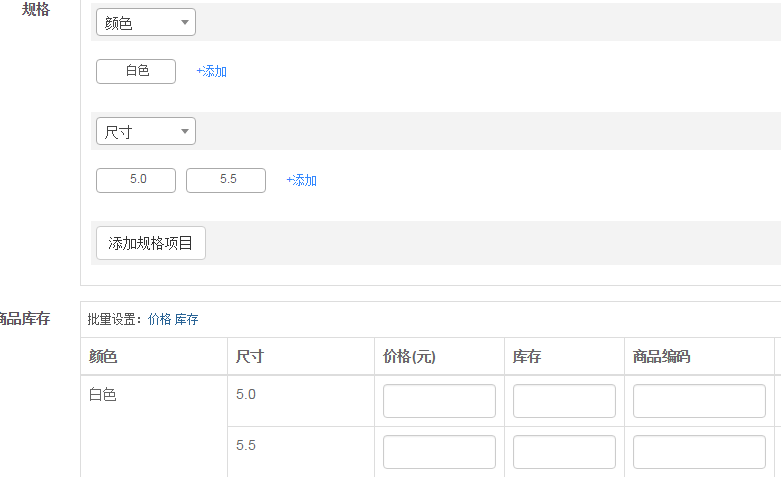 规格
颜色
白色 +添加
尺寸
5.0 5.5 +添加
添加规格项目
商品库存
批量设置：价格 库存
颜色 尺寸 价格(元) 库存 商品编码
白色 5.0
5.5